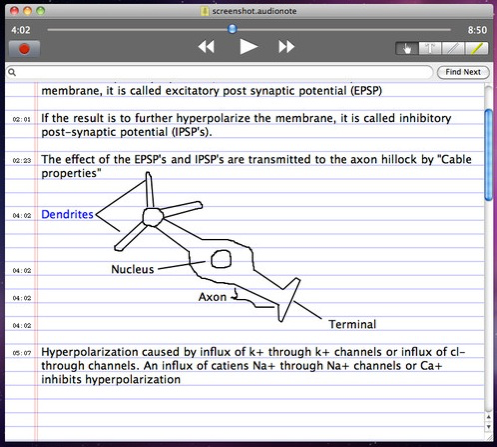 screenshot.audionote
4:02
8:50
Find Next
membrane, it is called excitatory post synaptic potential (EPSP)
02:01 If the result is to further hyperpolarize the membrane, it is called inhibitory
post-synaptic potential (IPSP's).
02:23 The effect of the EPSP's and IPSP's are transmitted to the axon hillock by "Cable
properties"
04:02 Dendrites
04:02 Nucleus
04:02 Axon
04:02 Terminal
05:07 Hyperpolarization caused by influx of k+ through k+ channels or influx of cl-
through channels. An influx of catiens Na+ through Na+ channels or Ca+
inhibits hyperpolarization